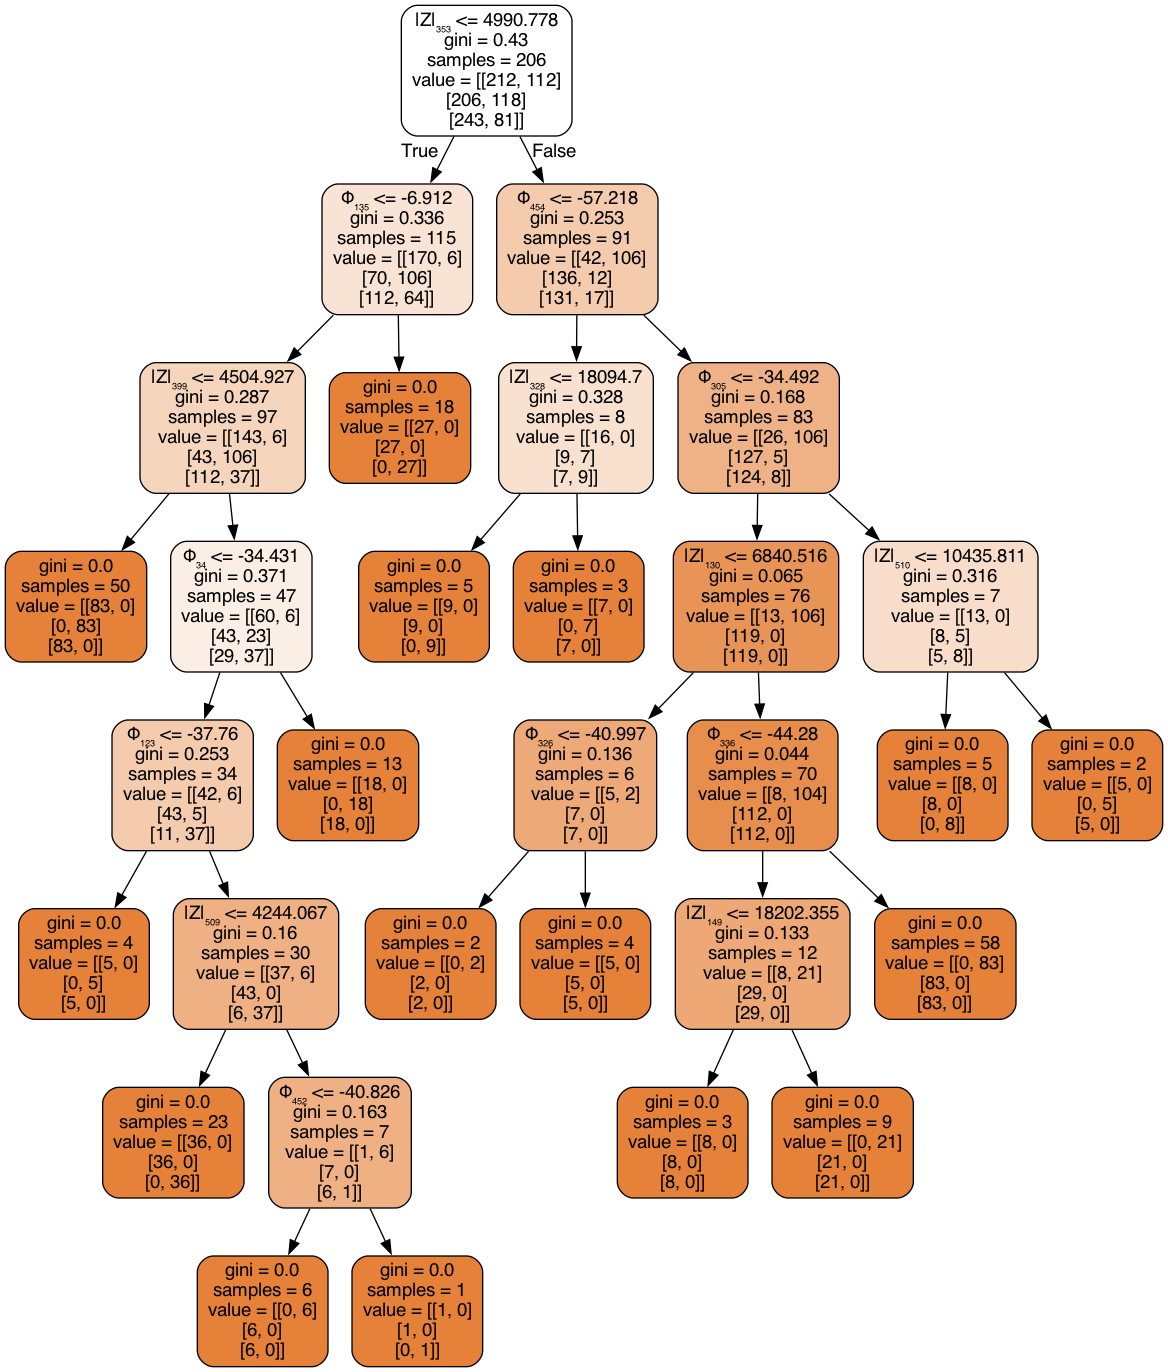 |Z|₃₅₃ <= 4990.778
gini = 0.43
samples = 206
value = [[212, 112]
[206, 118]
[243, 81]]
True
False
Φ₁₃₅ <= -6.912
gini = 0.336
samples = 115
value = [[170, 6]
[70, 106]
[112, 64]]
Φ₄₅₄ <= -57.218
gini = 0.253
samples = 91
value = [[42, 106]
[136, 12]
[131, 17]]
|Z|₃₉₉ <= 4504.927
gini = 0.287
samples = 97
value = [[143, 6]
[43, 106]
[112, 37]]
gini = 0.0
samples = 18
value = [[27, 0]
[27, 0]
[0, 27]]
|Z|₃₂₈ <= 18094.7
gini = 0.328
samples = 8
value = [[16, 0]
[9, 7]
[7, 9]]
Φ₃₀₅ <= -34.492
gini = 0.168
samples = 83
value = [[26, 106]
[127, 5]
[124, 8]]
gini = 0.0
samples = 50
value = [[83, 0]
[0, 83]
[83, 0]]
Φ₃₄ <= -34.431
gini = 0.371
samples = 47
value = [[60, 6]
[43, 23]
[29, 37]]
gini = 0.0
samples = 5
value = [[9, 0]
[9, 0]
[0, 9]]
gini = 0.0
samples = 3
value = [[7, 0]
[0, 7]
[7, 0]]
|Z|₁₃₀ <= 6840.516
gini = 0.065
samples = 76
value = [[13, 106]
[119, 0]
[119, 0]]
|Z|₅₁₀ <= 10435.811
gini = 0.316
samples = 7
value = [[13, 0]
[8, 5]
[5, 8]]
Φ₁₂₃ <= -37.76
gini = 0.253
samples = 34
value = [[42, 6]
[43, 5]
[11, 37]]
gini = 0.0
samples = 13
value = [[18, 0]
[0, 18]
[18, 0]]
Φ₃₂₆ <= -40.997
gini = 0.136
samples = 6
value = [[5, 2]
[7, 0]
[7, 0]]
Φ₃₃₆ <= -44.28
gini = 0.044
samples = 70
value = [[8, 104]
[112, 0]
[112, 0]]
gini = 0.0
samples = 5
value = [[8, 0]
[8, 0]
[0, 8]]
gini = 0.0
samples = 2
value = [[5, 0]
[0, 5]
[5, 0]]
gini = 0.0
samples = 4
value = [[5, 0]
[0, 5]
[5, 0]]
|Z|₅₀₉ <= 4244.067
gini = 0.16
samples = 30
value = [[37, 6]
[43, 0]
[6, 37]]
gini = 0.0
samples = 2
value = [[0, 2]
[2, 0]
[2, 0]]
gini = 0.0
samples = 4
value = [[5, 0]
[5, 0]
[5, 0]]
|Z|₁₄₉ <= 18202.355
gini = 0.133
samples = 12
value = [[8, 21]
[29, 0]
[29, 0]]
gini = 0.0
samples = 58
value = [[0, 83]
[83, 0]
[83, 0]]
gini = 0.0
samples = 23
value = [[36, 0]
[36, 0]
[0, 36]]
Φ₄₅₂ <= -40.826
gini = 0.163
samples = 7
value = [[1, 6]
[7, 0]
[6, 1]]
gini = 0.0
samples = 3
value = [[8, 0]
[8, 0]
[8, 0]]
gini = 0.0
samples = 9
value = [[0, 21]
[21, 0]
[21, 0]]
gini = 0.0
samples = 6
value = [[0, 6]
[6, 0]
[6, 0]]
gini = 0.0
samples = 1
value = [[1, 0]
[1, 0]
[0, 1]]